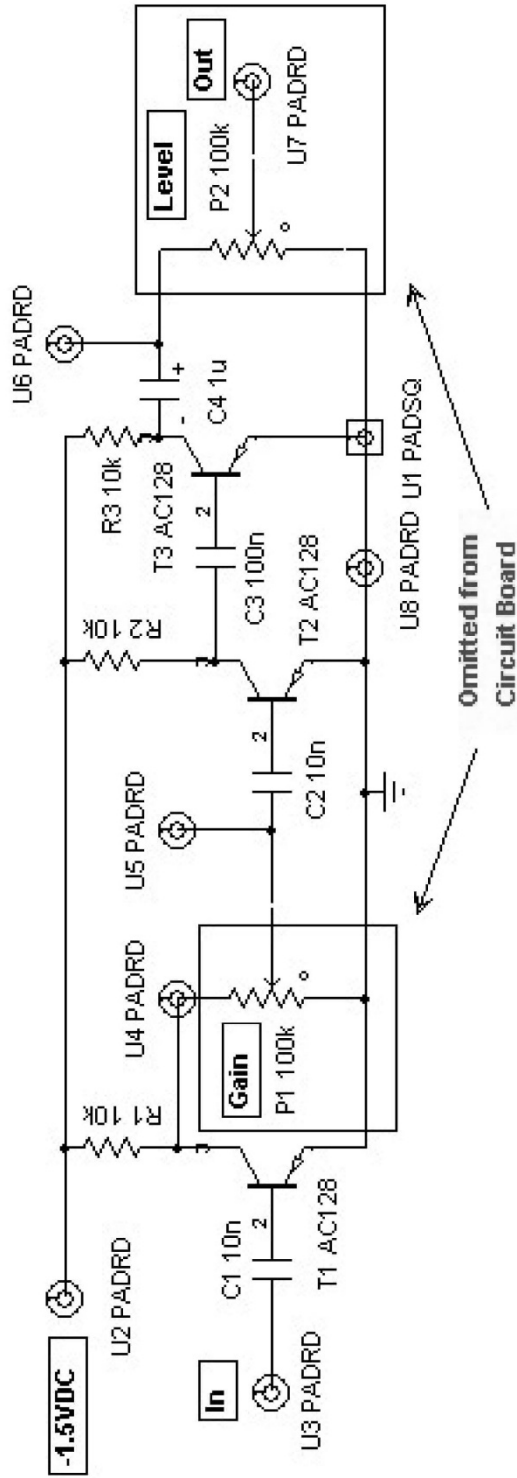 -1.5VDC
U2 PADRD
R1 10k
U4 PADRD
U5 PADRD
R2 10k
R3 10k
U6 PADRD
In
U3 PADRD
C1 10n
2
T1 AC128
Gain
P1 100k
C2 10n
2
T2 AC128
C3 100n
2
T3 AC128
-
+
C4 1u
Level
P2 100k
Out
U7 PADRD
U8 PADRD
U1 PADSQ
Omitted from
Circuit Board